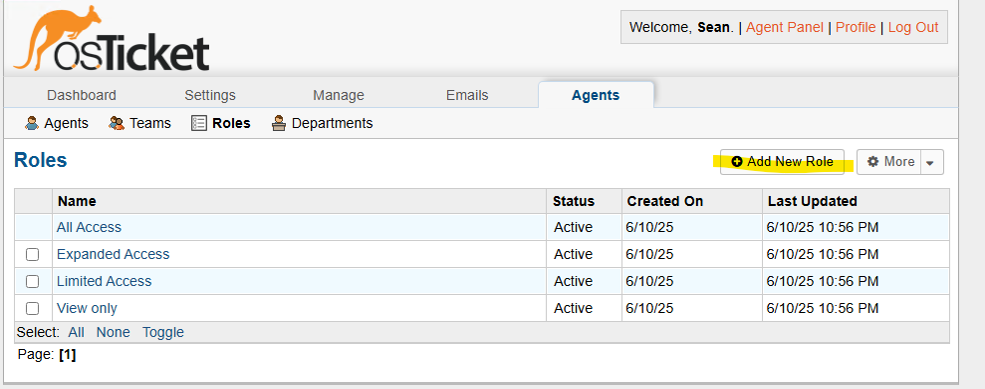 osTicket
Welcome, Sean. | Agent Panel | Profile | Log Out
Dashboard Settings Manage Emails Agents
Agents Teams Roles Departments
Roles
Add New Role More
Name Status Created On Last Updated
All Access Active 6/10/25 6/10/25 10:56 PM
Expanded Access Active 6/10/25 6/10/25 10:56 PM
Limited Access Active 6/10/25 6/10/25 10:56 PM
View only Active 6/10/25 6/10/25 10:56 PM
Select: All None Toggle
Page: [1]